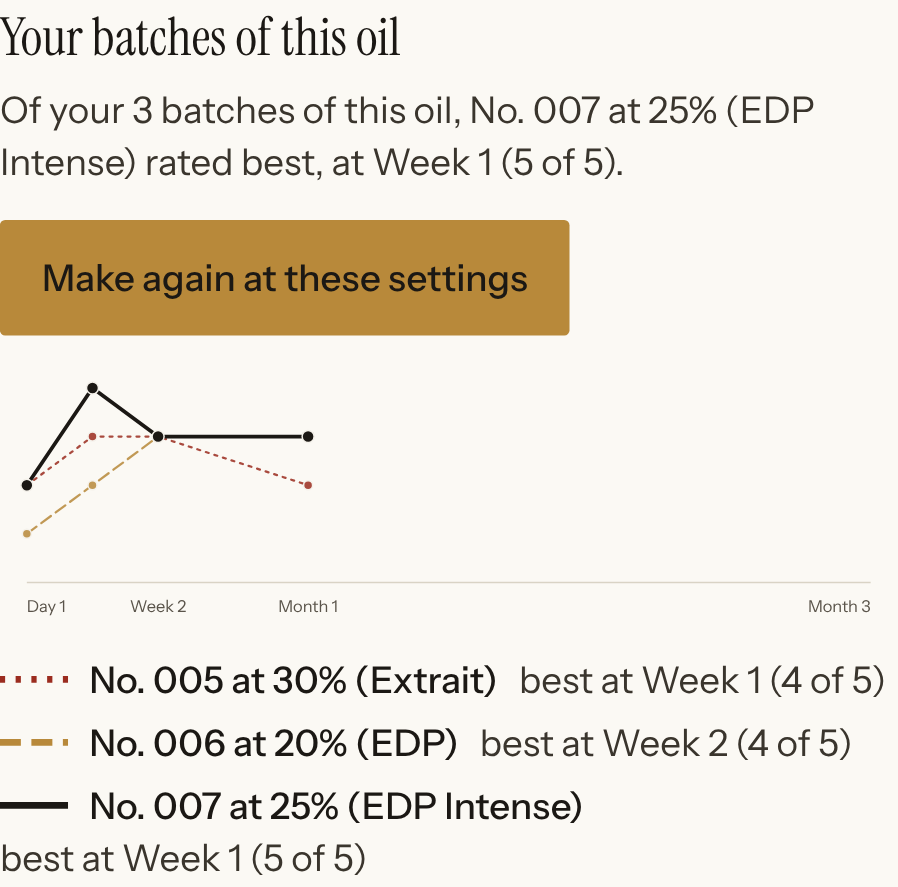 Your batches of this oil
Of your 3 batches of this oil, No. 007 at 25% (EDP
Intense) rated best, at Week 1 (5 of 5).
Make again at these settings
Day 1 Week 2 Month 1 Month 3
No. 005 at 30% (Extrait) best at Week 1 (4 of 5)
No. 006 at 20% (EDP) best at Week 2 (4 of 5)
No. 007 at 25% (EDP Intense)
best at Week 1 (5 of 5)